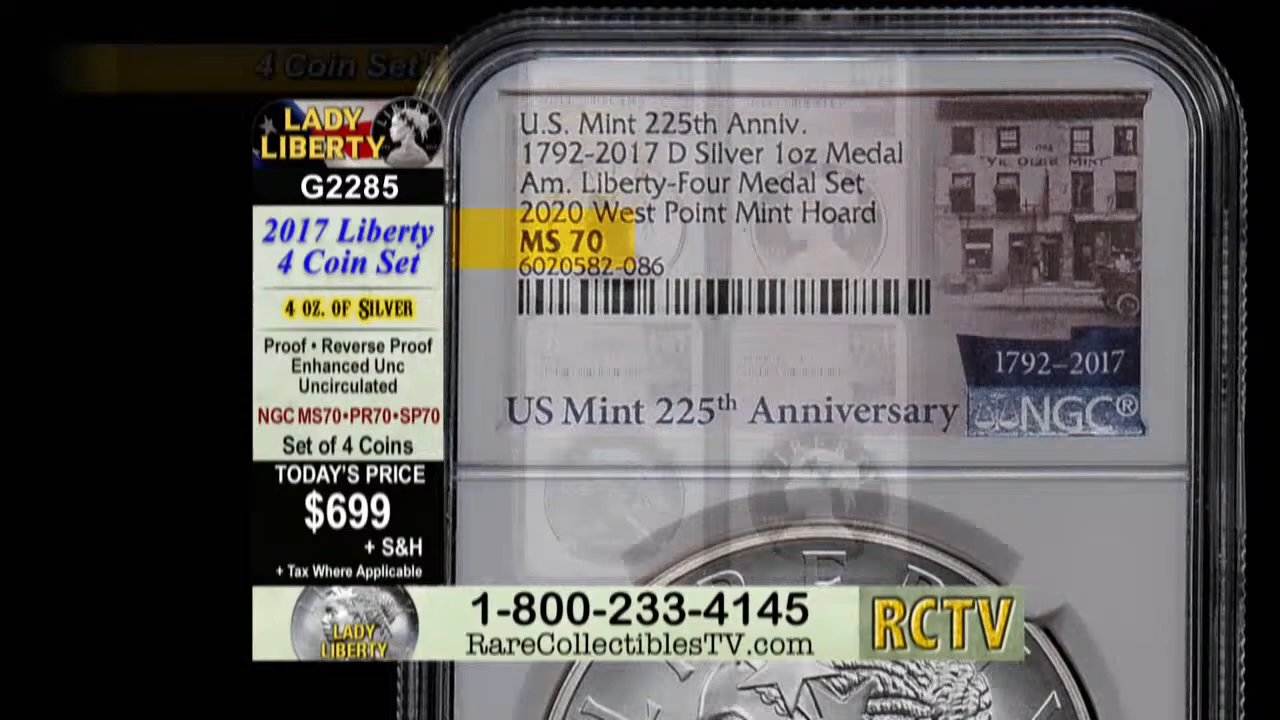 4 Coin Set
LADY
LIBERTY
G2285
2017 Liberty
4 Coin Set
4 OZ. OF SILVER
Proof • Reverse Proof
Enhanced Unc
Uncirculated
NGC MS70•PR70•SP70
Set of 4 Coins
TODAY'S PRICE
$699
+ S&H
+ Tax Where Applicable
U.S. Mint 225th Anniv.
1792-2017 D Silver 1oz Medal
Am. Liberty-Four Medal Set
2020 West Point Mint Hoard
MS 70
6020582-086
"YE OLDE MINT"
1792-2017
NGC®
US Mint 225th Anniversary
LADY
LIBERTY
1-800-233-4145
RareCollectiblesTV.com
RCTV